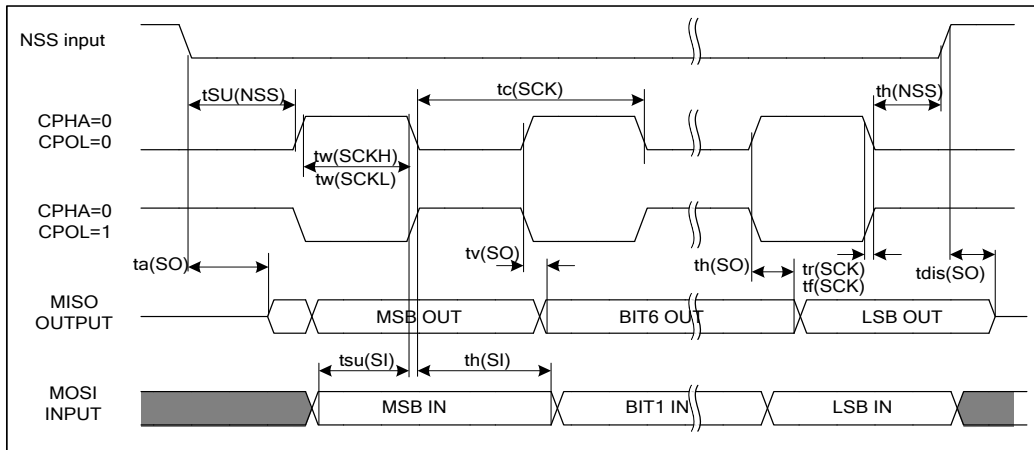 NSS input
tSU(NSS)
tc(SCK)
th(NSS)
CPHA=0
CPOL=0
tw(SCKH)
tw(SCKL)
CPHA=0
CPOL=1
ta(SO)
tv(SO)
th(SO)
tr(SCK)
tf(SCK)
tdis(SO)
MISO
OUTPUT
MSB OUT
BIT6 OUT
LSB OUT
tsu(SI)
th(SI)
MOSI
INPUT
MSB IN
BIT1 IN
LSB IN